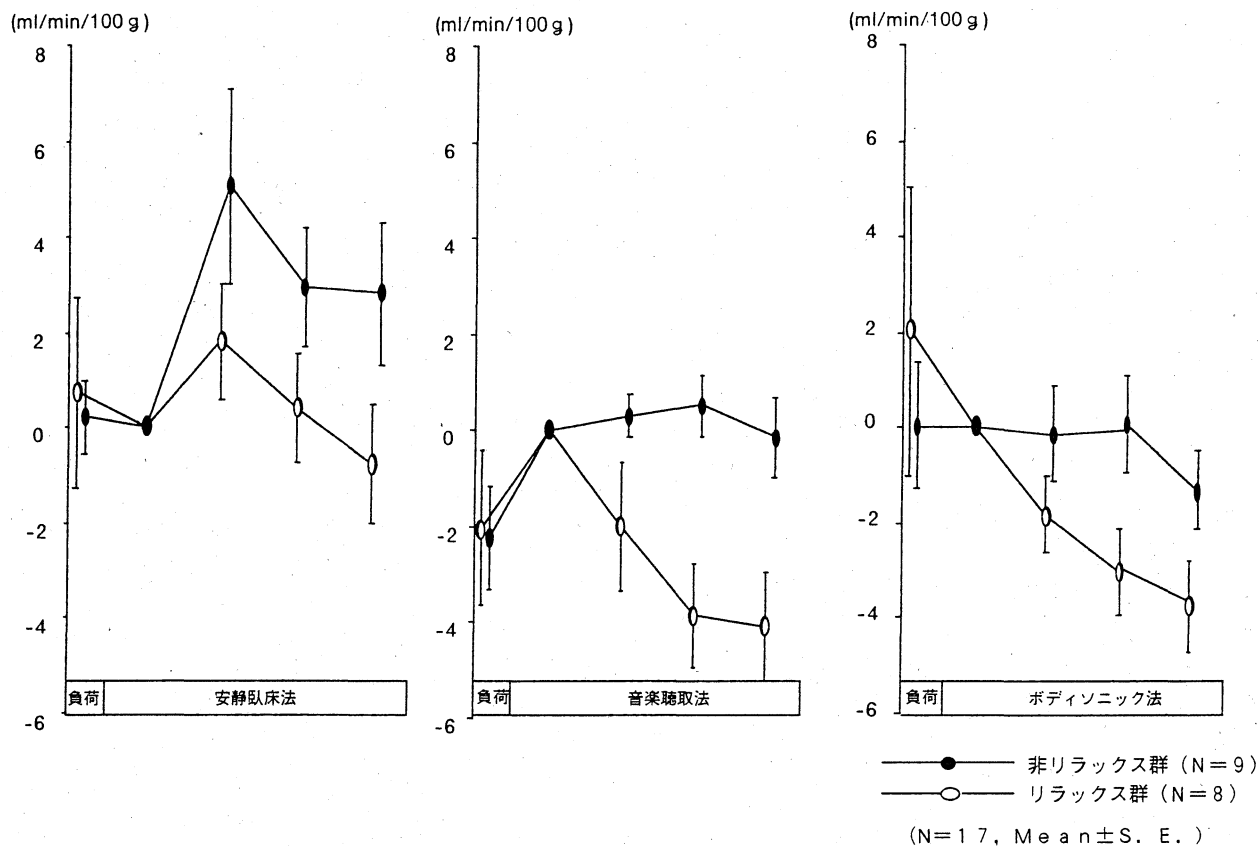 (ml/min/100ｇ)
8
6
4
2
0
-2
-4
-6
負荷
安静臥床法
(ml/min/100ｇ)
8
6
4
2
0
-2
-4
-6
負荷
音楽聴取法
(ml/min/100ｇ)
8
6
4
2
0
-2
-4
-6
負荷
ボディソニック法
非リラックス群（N＝9）
リラックス群（N＝8）
(N＝17, Mean±S. E.)